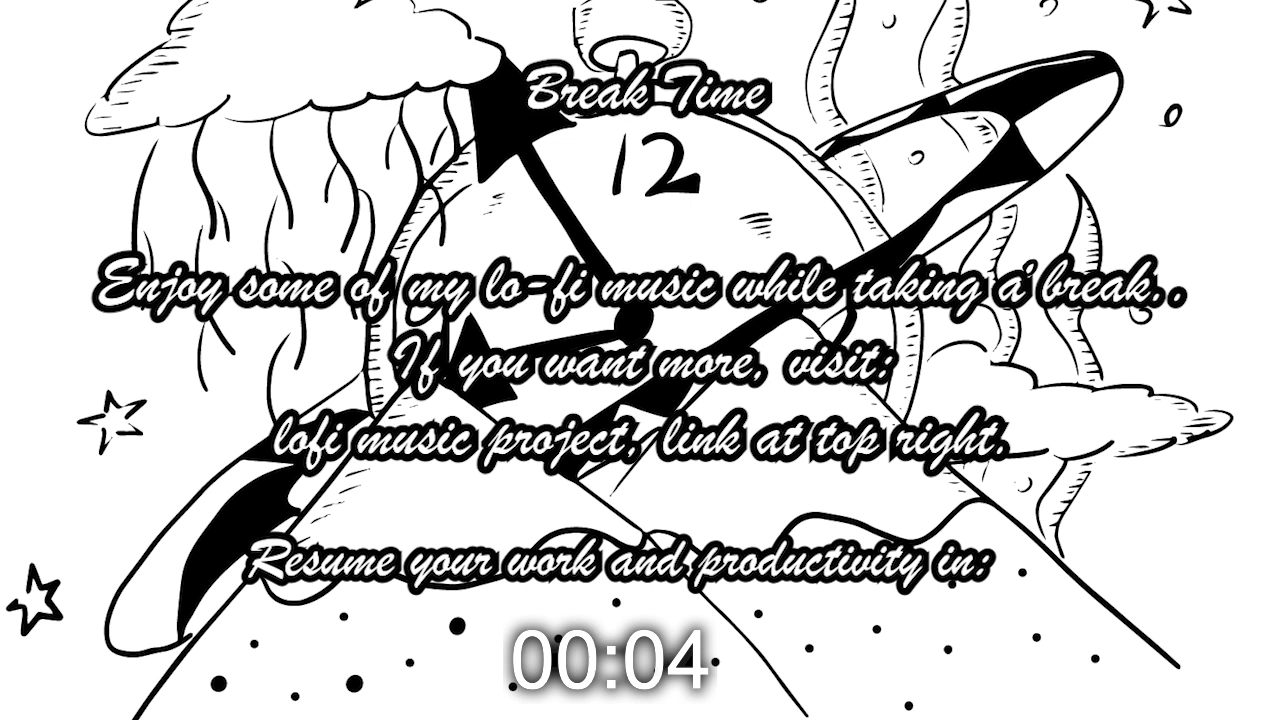 Break Time
12
Enjoy some of my lo-fi music while taking a break..
If you want more, visit:
lofi music project, link at top right.
Resume your work and productivity in:
00:04